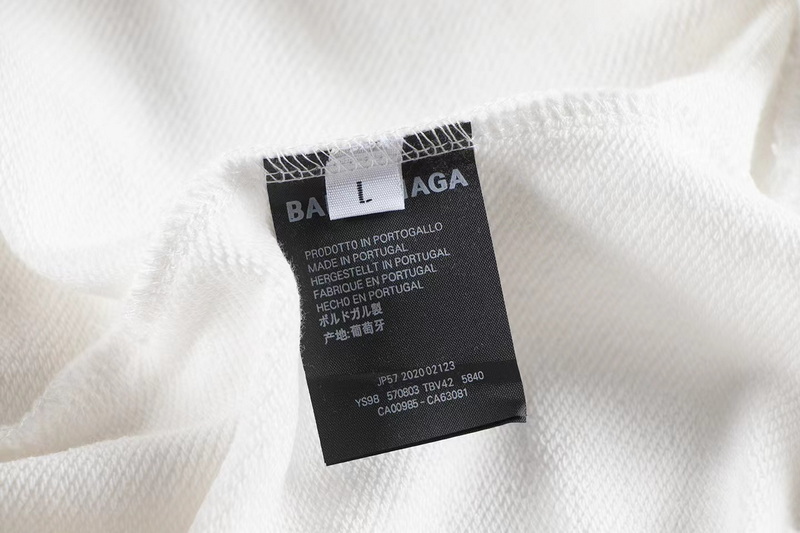 L
BA AGA
PRODOTTO IN PORTOGALLO
MADE IN PORTUGAL
HERGESTELLT IN PORTUGAL
FABRIQUE EN PORTUGAL
HECHO EN PORTUGAL
ポルドガル製
产地:葡萄牙
JP57 2020 02123
YS98 570803 TBV42 5840
CA00985-CA63081